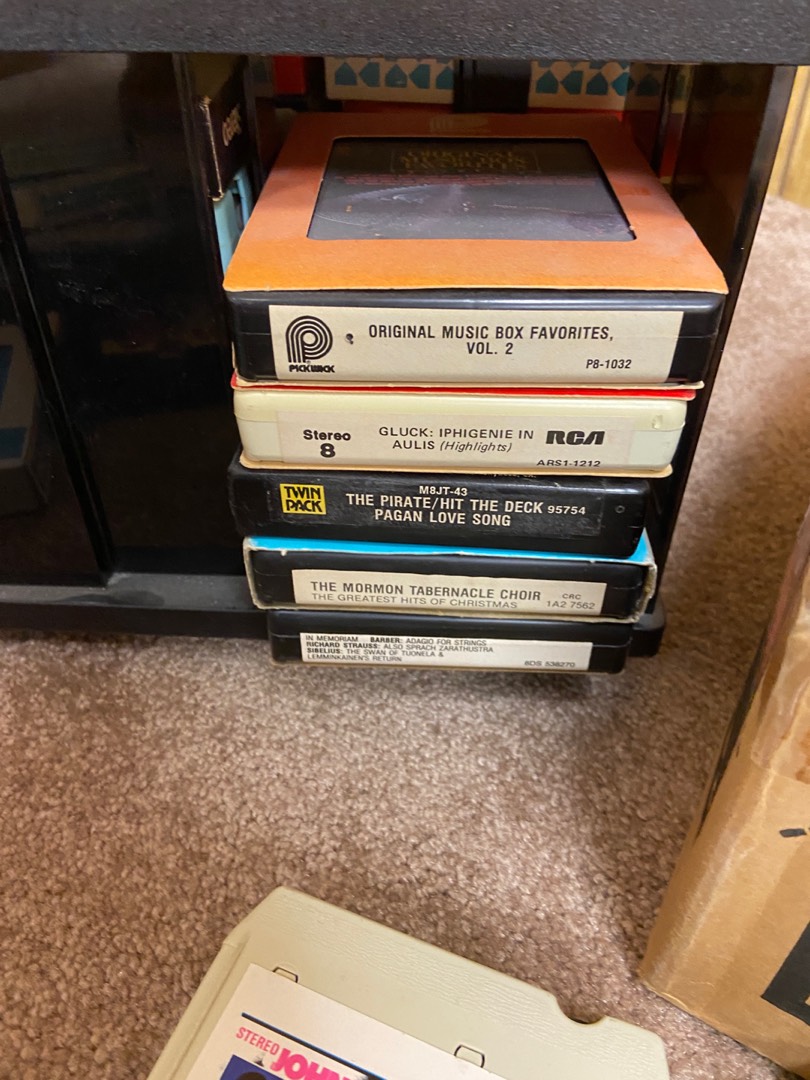 ORIGINAL MUSIC BOX FAVORITES,
VOL. 2
PICKWICK
P8-1032
Stereo
8
GLUCK: IPHIGENIE IN
AULIS (Highlights)
RCA
ARS1-1212
TWIN
PACK
M8JT-43
THE PIRATE/HIT THE DECK 95754
PAGAN LOVE SONG
THE MORMON TABERNACLE CHOIR
THE GREATEST HITS OF CHRISTMAS
CRC
1A2 7562
IN MEMORIAM BARBER: ADAGIO FOR STRINGS
RICHARD STRAUSS: ALSO SPRACH ZARATHUSTRA
SIBELIUS: THE SWAN OF TUONELA &
LEMMINKAINEN'S RETURN
STEREO
JOHN